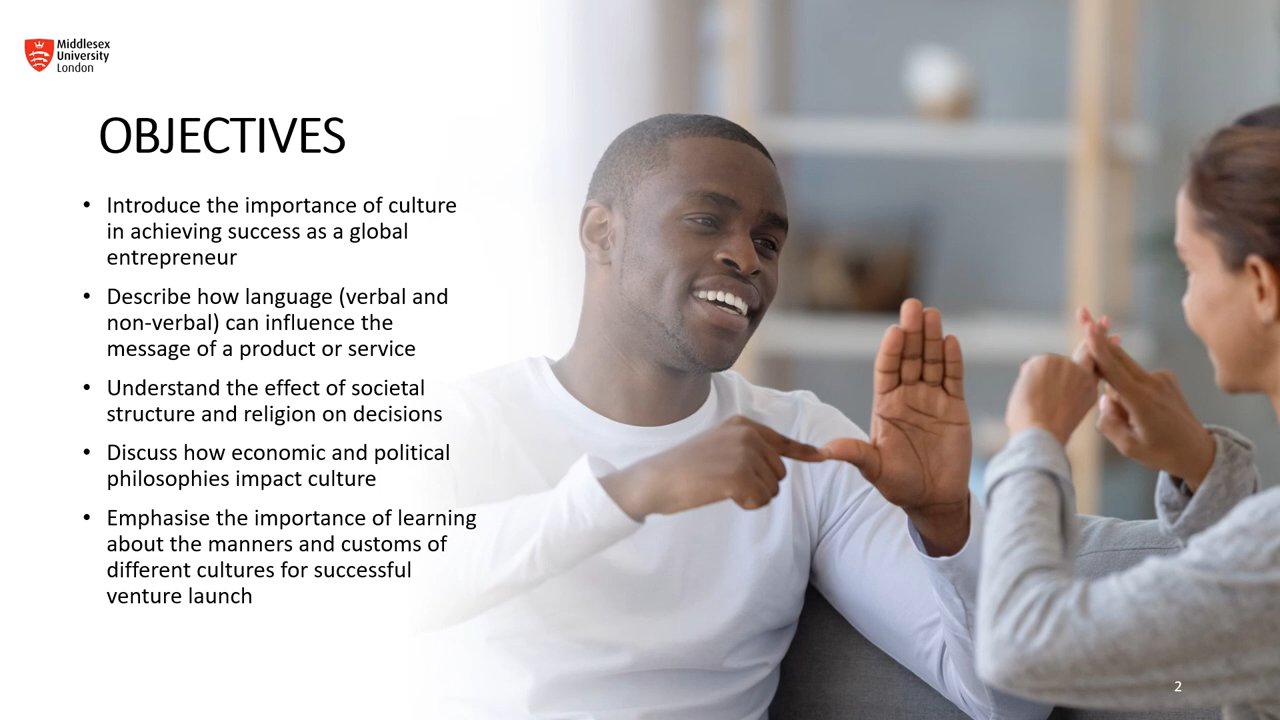 Middlesex
University
London
OBJECTIVES
• Introduce the importance of culture
in achieving success as a global
entrepreneur
• Describe how language (verbal and
non-verbal) can influence the
message of a product or service
• Understand the effect of societal
structure and religion on decisions
• Discuss how economic and political
philosophies impact culture
• Emphasise the importance of learning
about the manners and customs of
different cultures for successful
venture launch
2